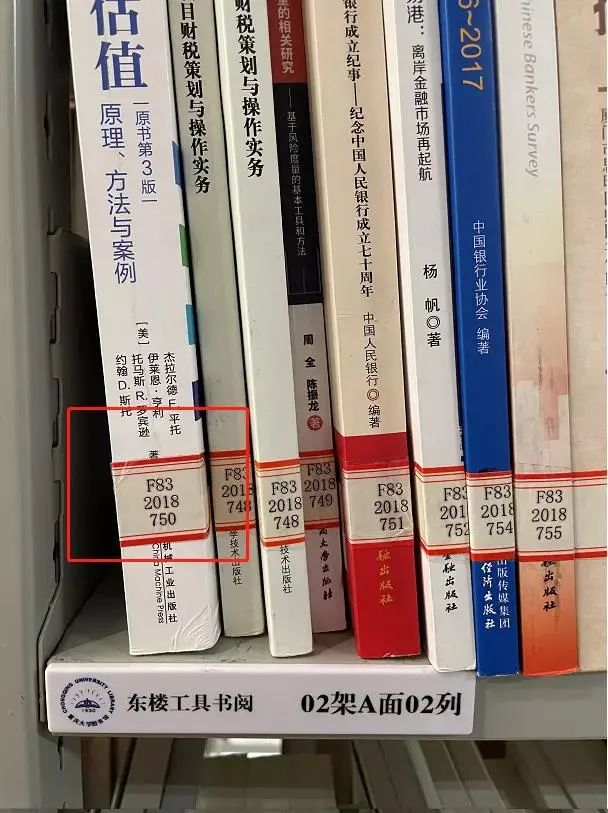 估值
原理、方法与案例
原书第3版
[美]
杰拉尔德 E.平托
伊莱恩·亨利
托马斯 R.罗宾逊
约翰 D.斯托
著
F83
2018
750
机械工业出版社
China Machine Press
目财税策划与操作实务
F83
2018
748
学技术出版社
财税策划与操作实务
F83
2018
748
技术出版社
的相关研究
——基于风险度量的基本工具和方法
周 全 陈振龙 著
F83
2018
749
大学出版社
银行成立纪事——纪念中国人民银行成立七十周年
中国人民银行◎编著
F83
2018
751
融出版社
港：离岸金融市场再起航
杨 帆◎著
F83
2018
752
金融出版社
6~2017
中国银行业协会 编著
F83
2018
754
出版传媒集团
经济出版社
Chinese Bankers Survey
F83
2018
755
融出版社
CHONGQING UNIVERSITY LIBRARY
1930
重庆大学图书馆
东楼工具书阅
02架A面02列